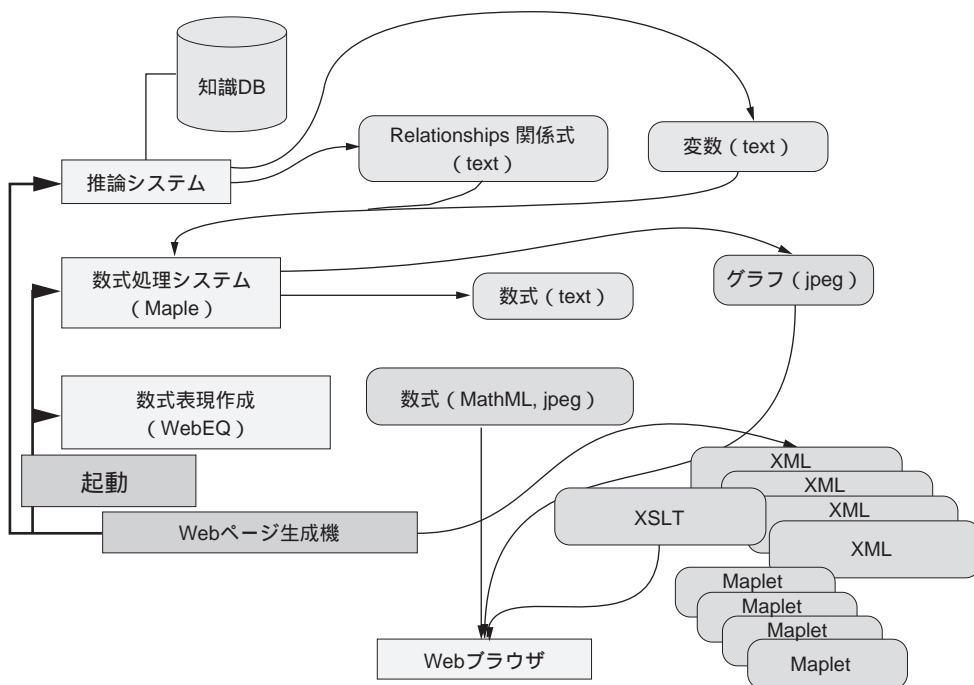 知識DB
Relationships 関係式
（text）
変数（text）
推論システム
数式処理システム
（Maple）
数式（text）
グラフ（jpeg）
数式表現作成
（WebEQ）
数式（MathML, jpeg）
起動
Webページ生成機
XML
XML
XML
XML
XSLT
Maplet
Maplet
Maplet
Maplet
Webブラウザ